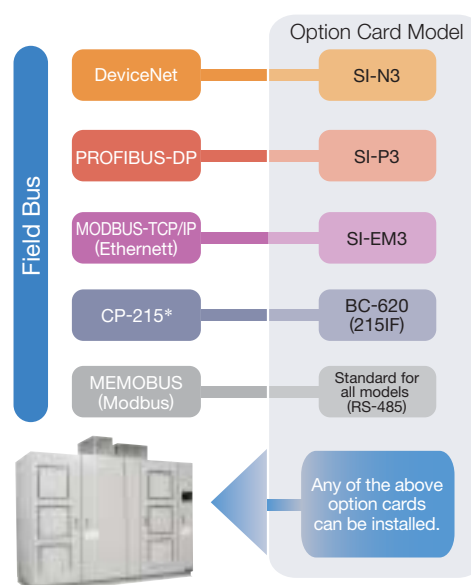 Option Card Model
Field Bus
DeviceNet
SI-N3
PROFIBUS-DP
SI-P3
MODBUS-TCP/IP
(Ethernett)
SI-EM3
CP-215*
BC-620
(215IF)
MEMOBUS
(Modbus)
Standard for
all models
(RS-485)
Any of the above
option cards
can be installed.